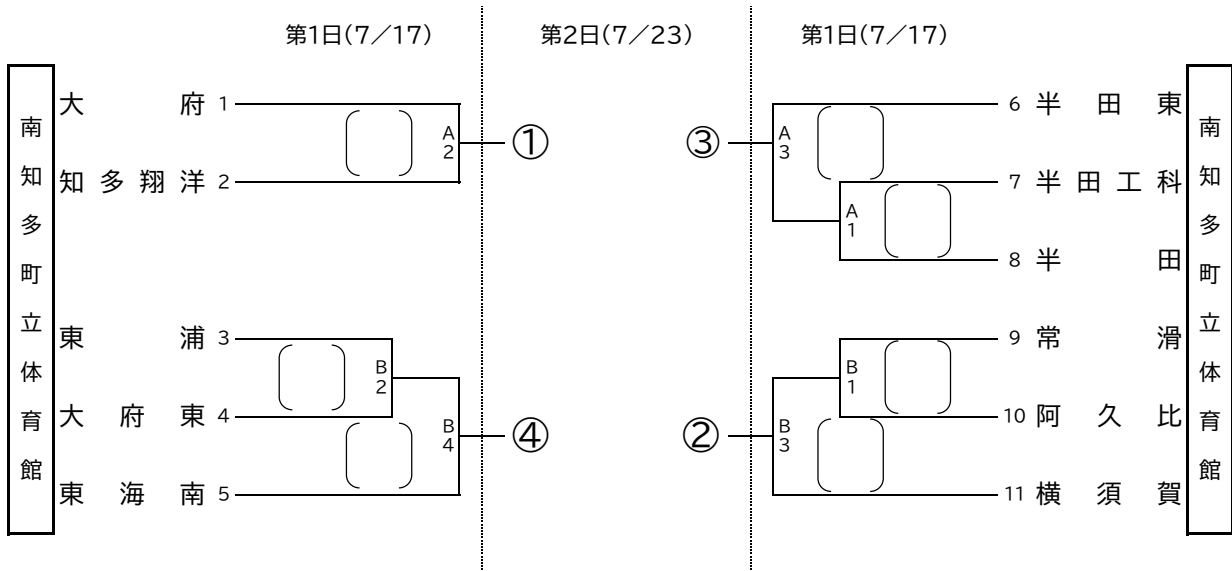 第1日(7／17)
第2日(7／23)
第1日(7／17)
南知多町立体育館
大府 1
知多翔洋 2
A2
①
東浦 3
大府東 4
東海南 5
B2
B4
④
③
A3
A1
6 半田東
7 半田工科
8 半田
②
B3
B1
9 常滑
10 阿久比
11 横須賀
南知多町立体育館